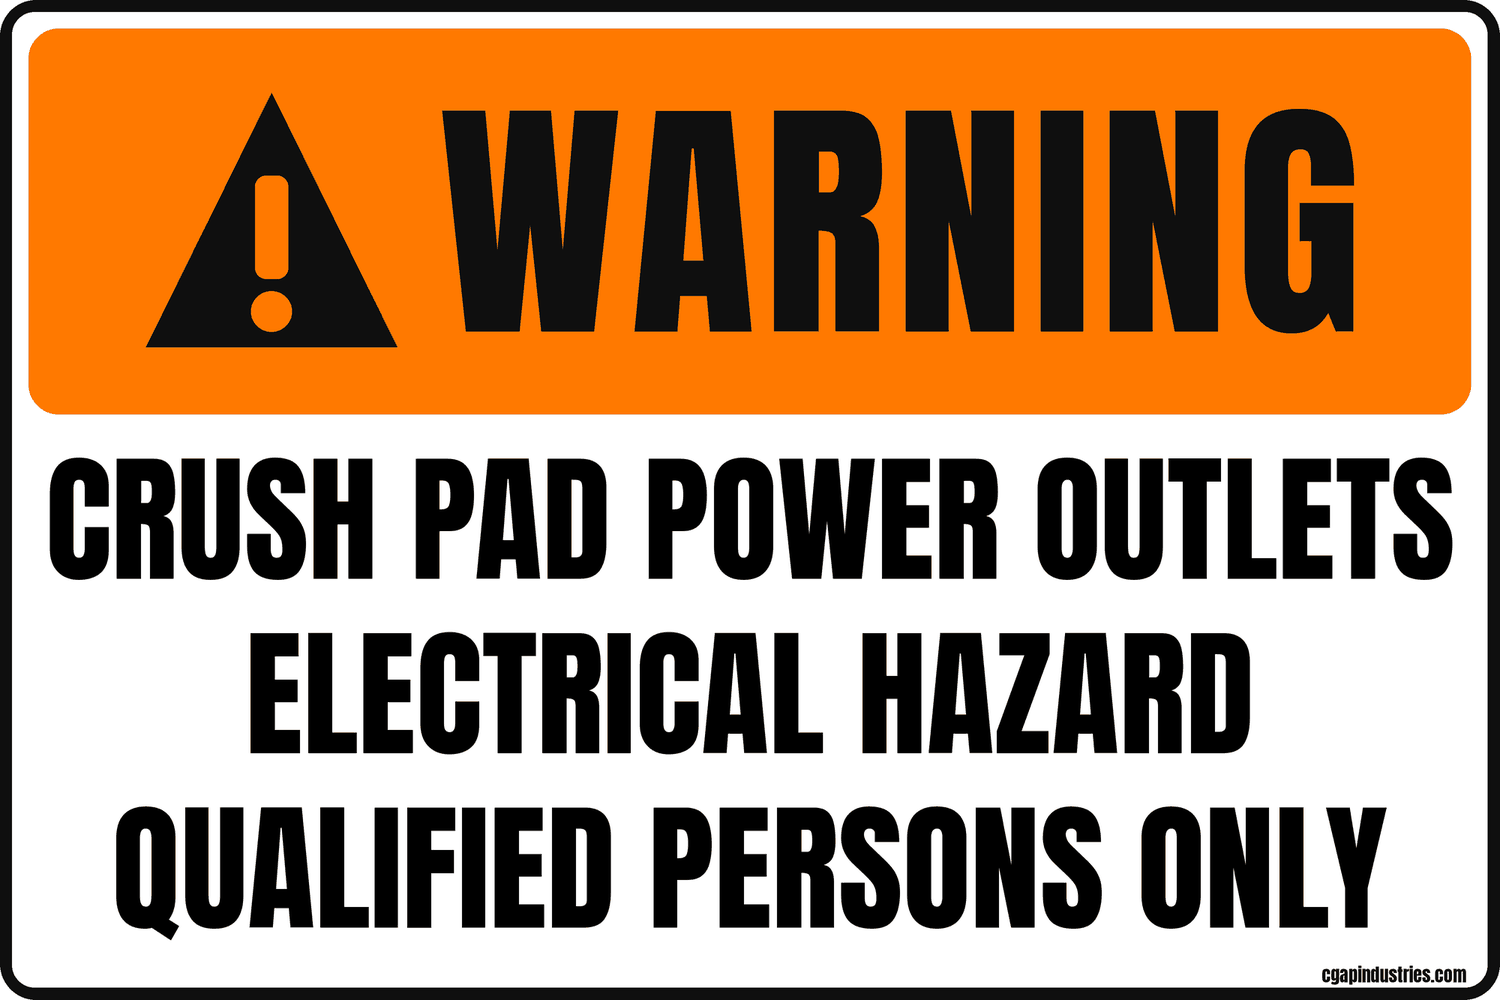 WARNING
CRUSH PAD POWER OUTLETS
ELECTRICAL HAZARD
QUALIFIED PERSONS ONLY
cgapindustries.com